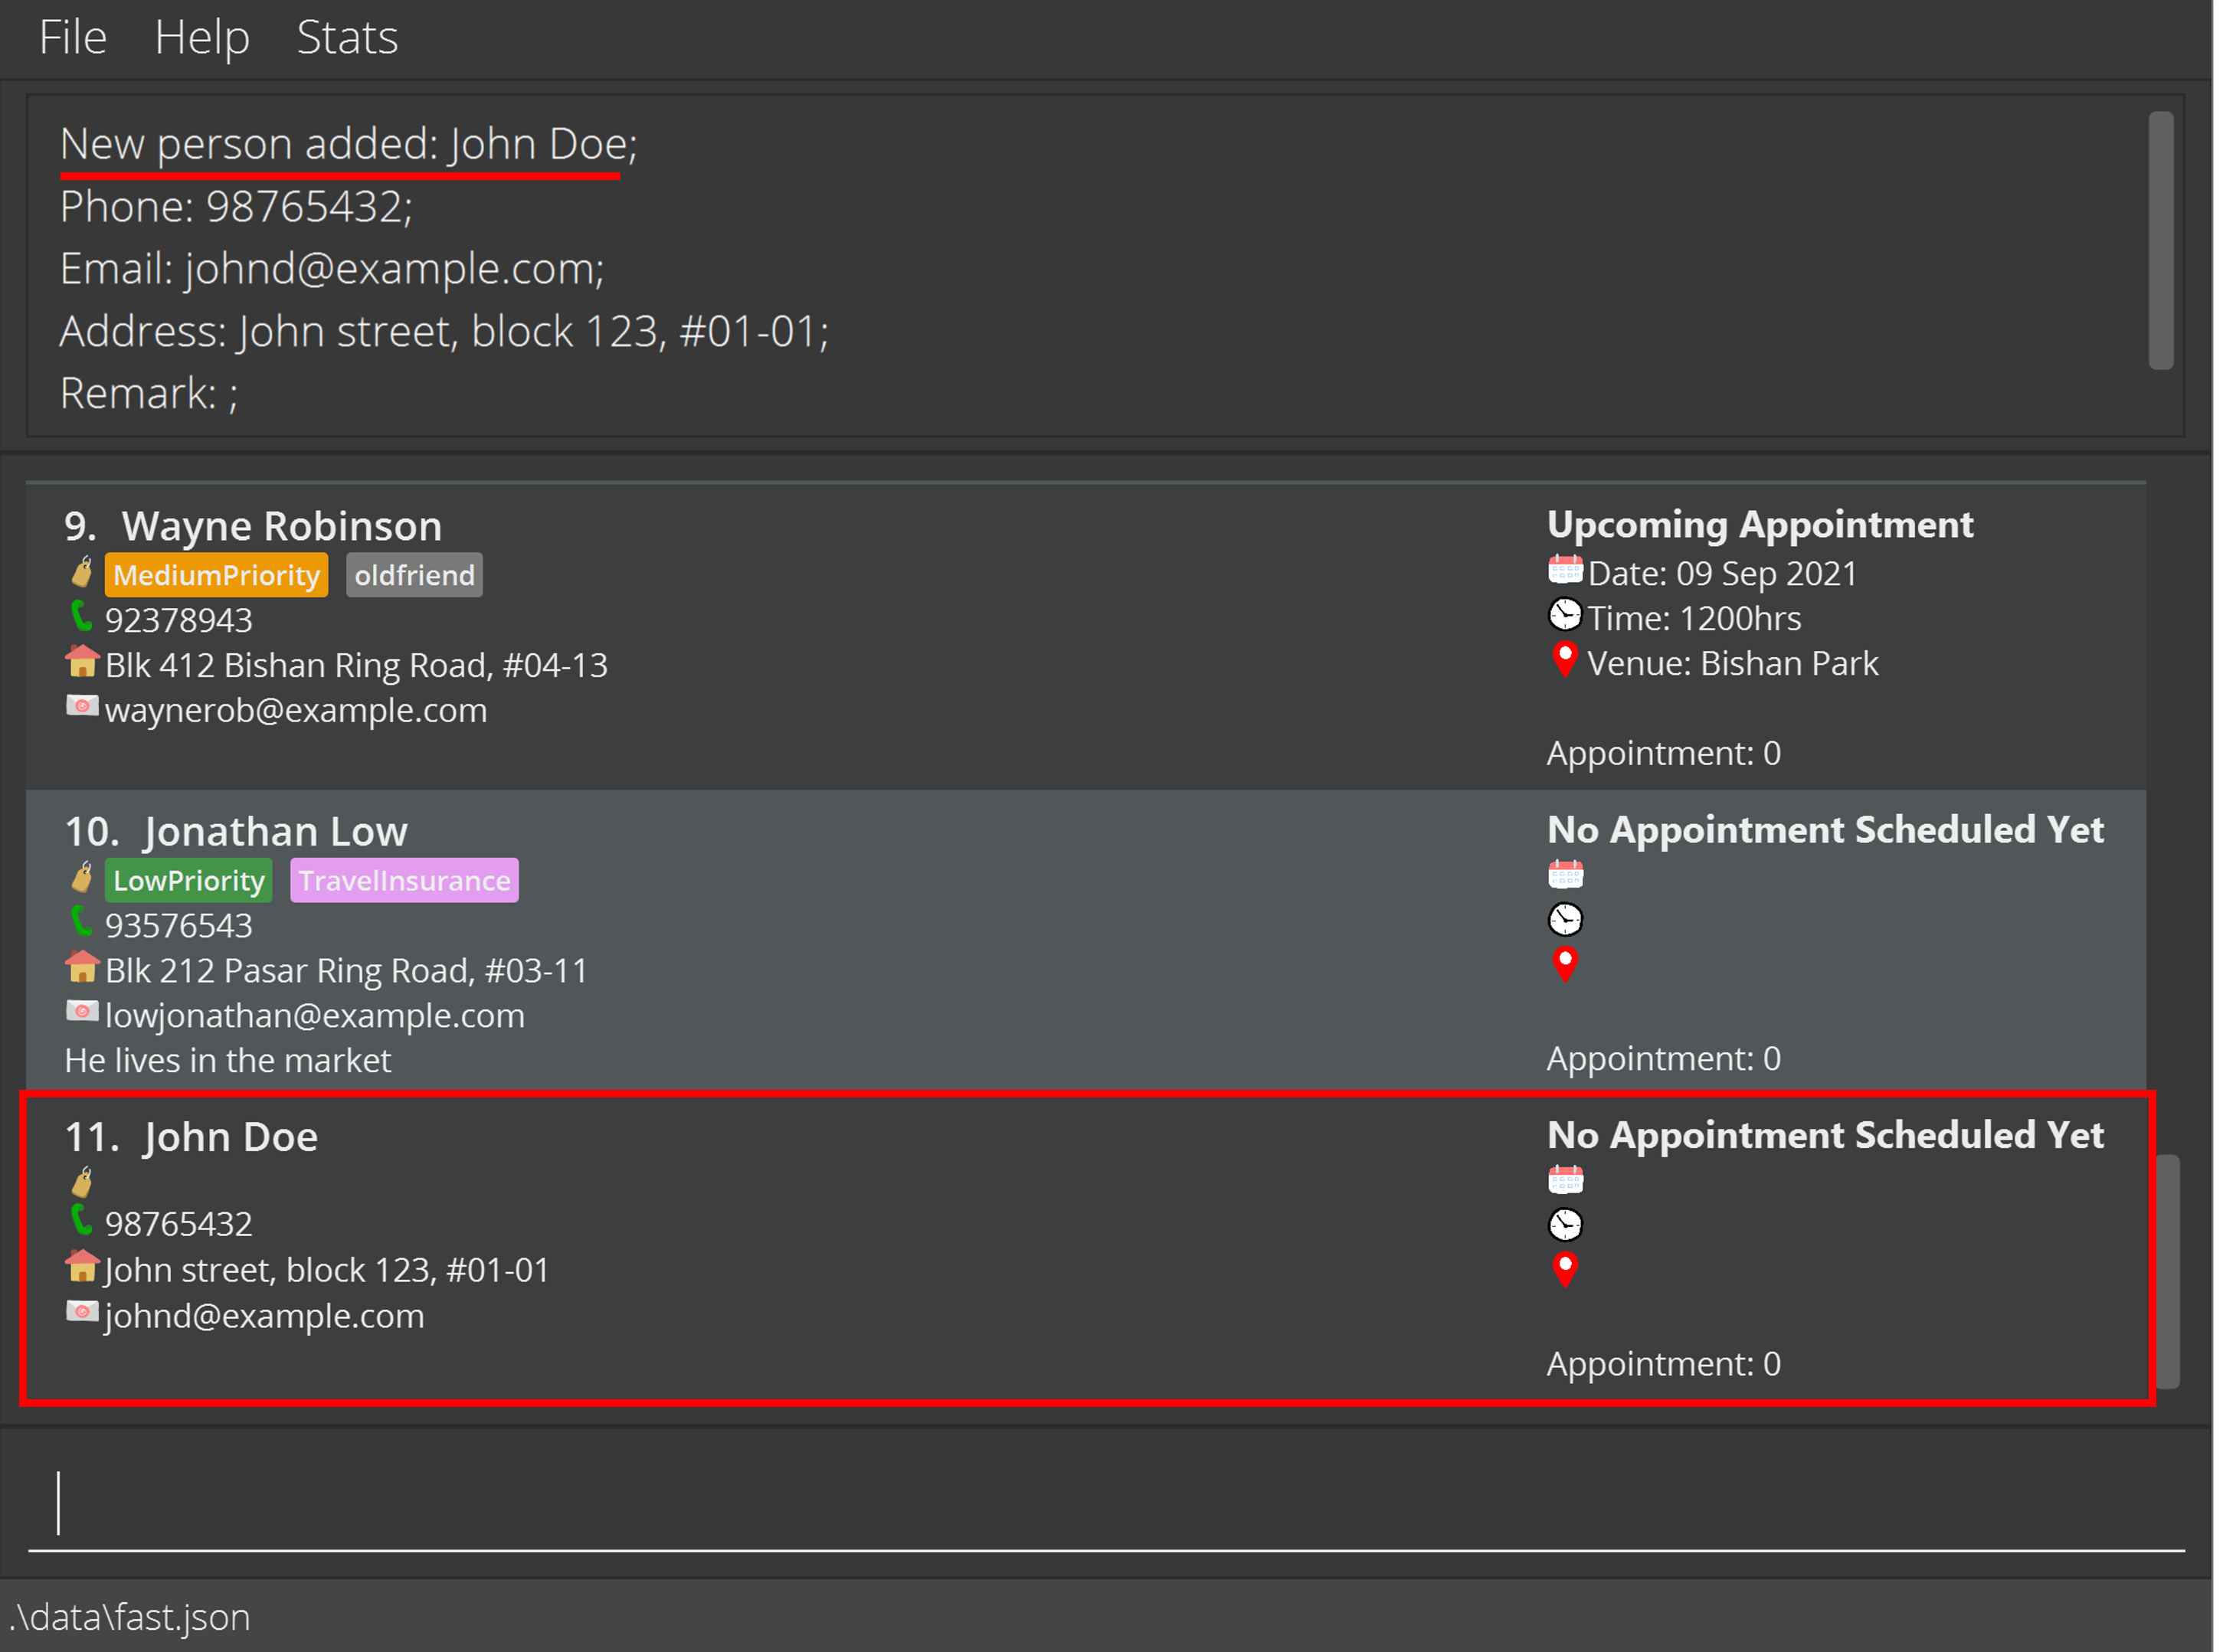 File Help Stats
New person added: John Doe;
Phone: 98765432;
Email: johnd@example.com;
Address: John street, block 123, #01-01;
Remark: ;
9. Wayne Robinson
MediumPriority oldfriend
92378943
Blk 412 Bishan Ring Road, #04-13
waynerob@example.com
Upcoming Appointment
Date: 09 Sep 2021
Time: 1200hrs
Venue: Bishan Park
Appointment: 0
10. Jonathan Low
LowPriority TravelInsurance
93576543
Blk 212 Pasar Ring Road, #03-11
lowjonathan@example.com
He lives in the market
No Appointment Scheduled Yet
Appointment: 0
11. John Doe
98765432
John street, block 123, #01-01
johnd@example.com
No Appointment Scheduled Yet
Appointment: 0
.\data\fast.json